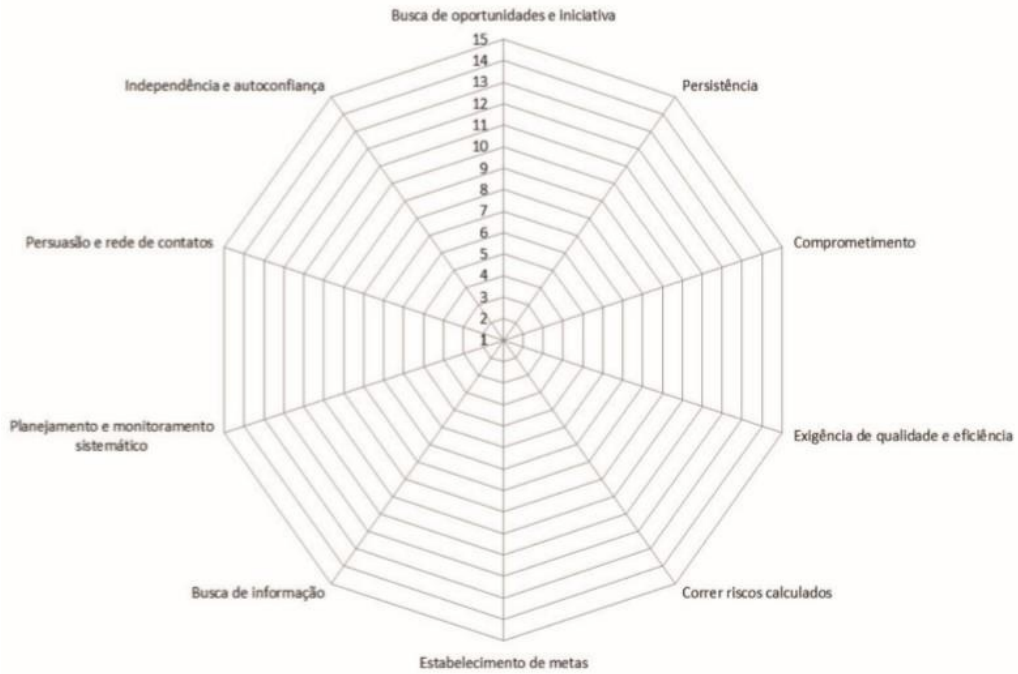 Busca de oportunidades e iniciativa
15
14
13
12
11
10
9
8
7
6
5
4
3
2
1
Independência e autoconfiança
Persistência
Persuasão e rede de contatos
Comprometimento
Planejamento e monitoramento
sistemático
Exigência de qualidade e eficiência
Busca de informação
Correr riscos calculados
Estabelecimento de metas